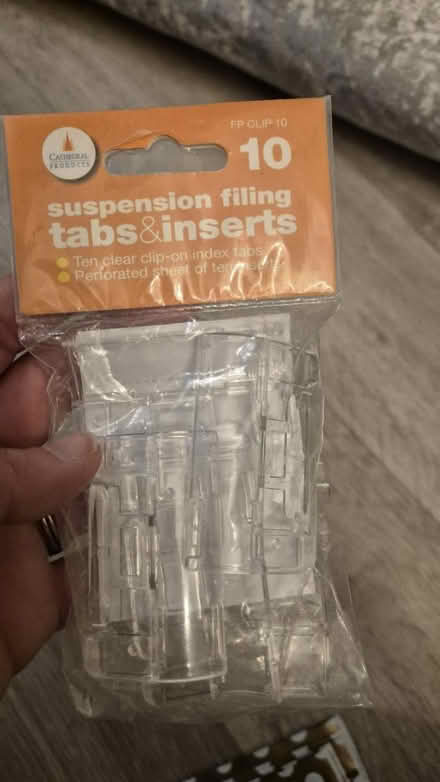 FP CLIP 10
CATHEDRAL
PRODUCTS
10
suspension filing
tabs&inserts
Ten clear clip-on index tabs
Perforated sheet of ten